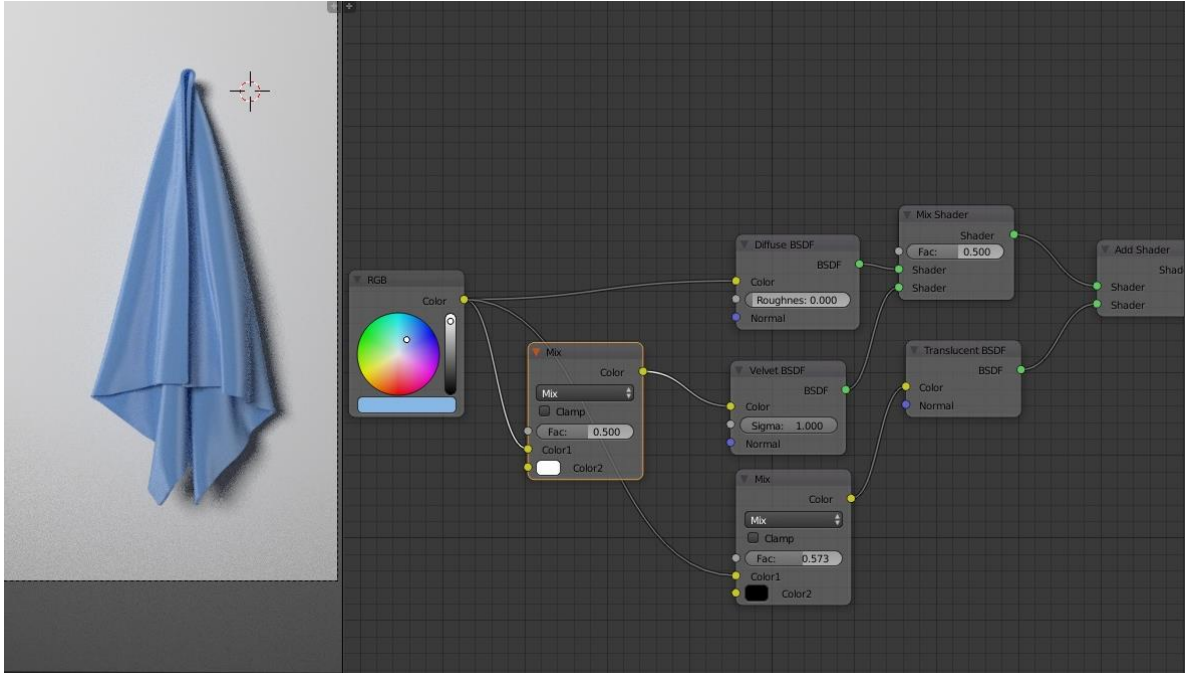 RGB
Color
Mix
Color
Mix
Clamp
Fac: 0.500
Color1
Color2
Diffuse BSDF
BSDF
Color
Roughnes: 0.000
Normal
Velvet BSDF
BSDF
Color
Sigma: 1.000
Normal
Mix
Color
Mix
Clamp
Fac: 0.573
Color1
Color2
Mix Shader
Shader
Fac: 0.500
Shader
Shader
Translucent BSDF
BSDF
Color
Normal
Add Shader
Shad
Shader
Shader